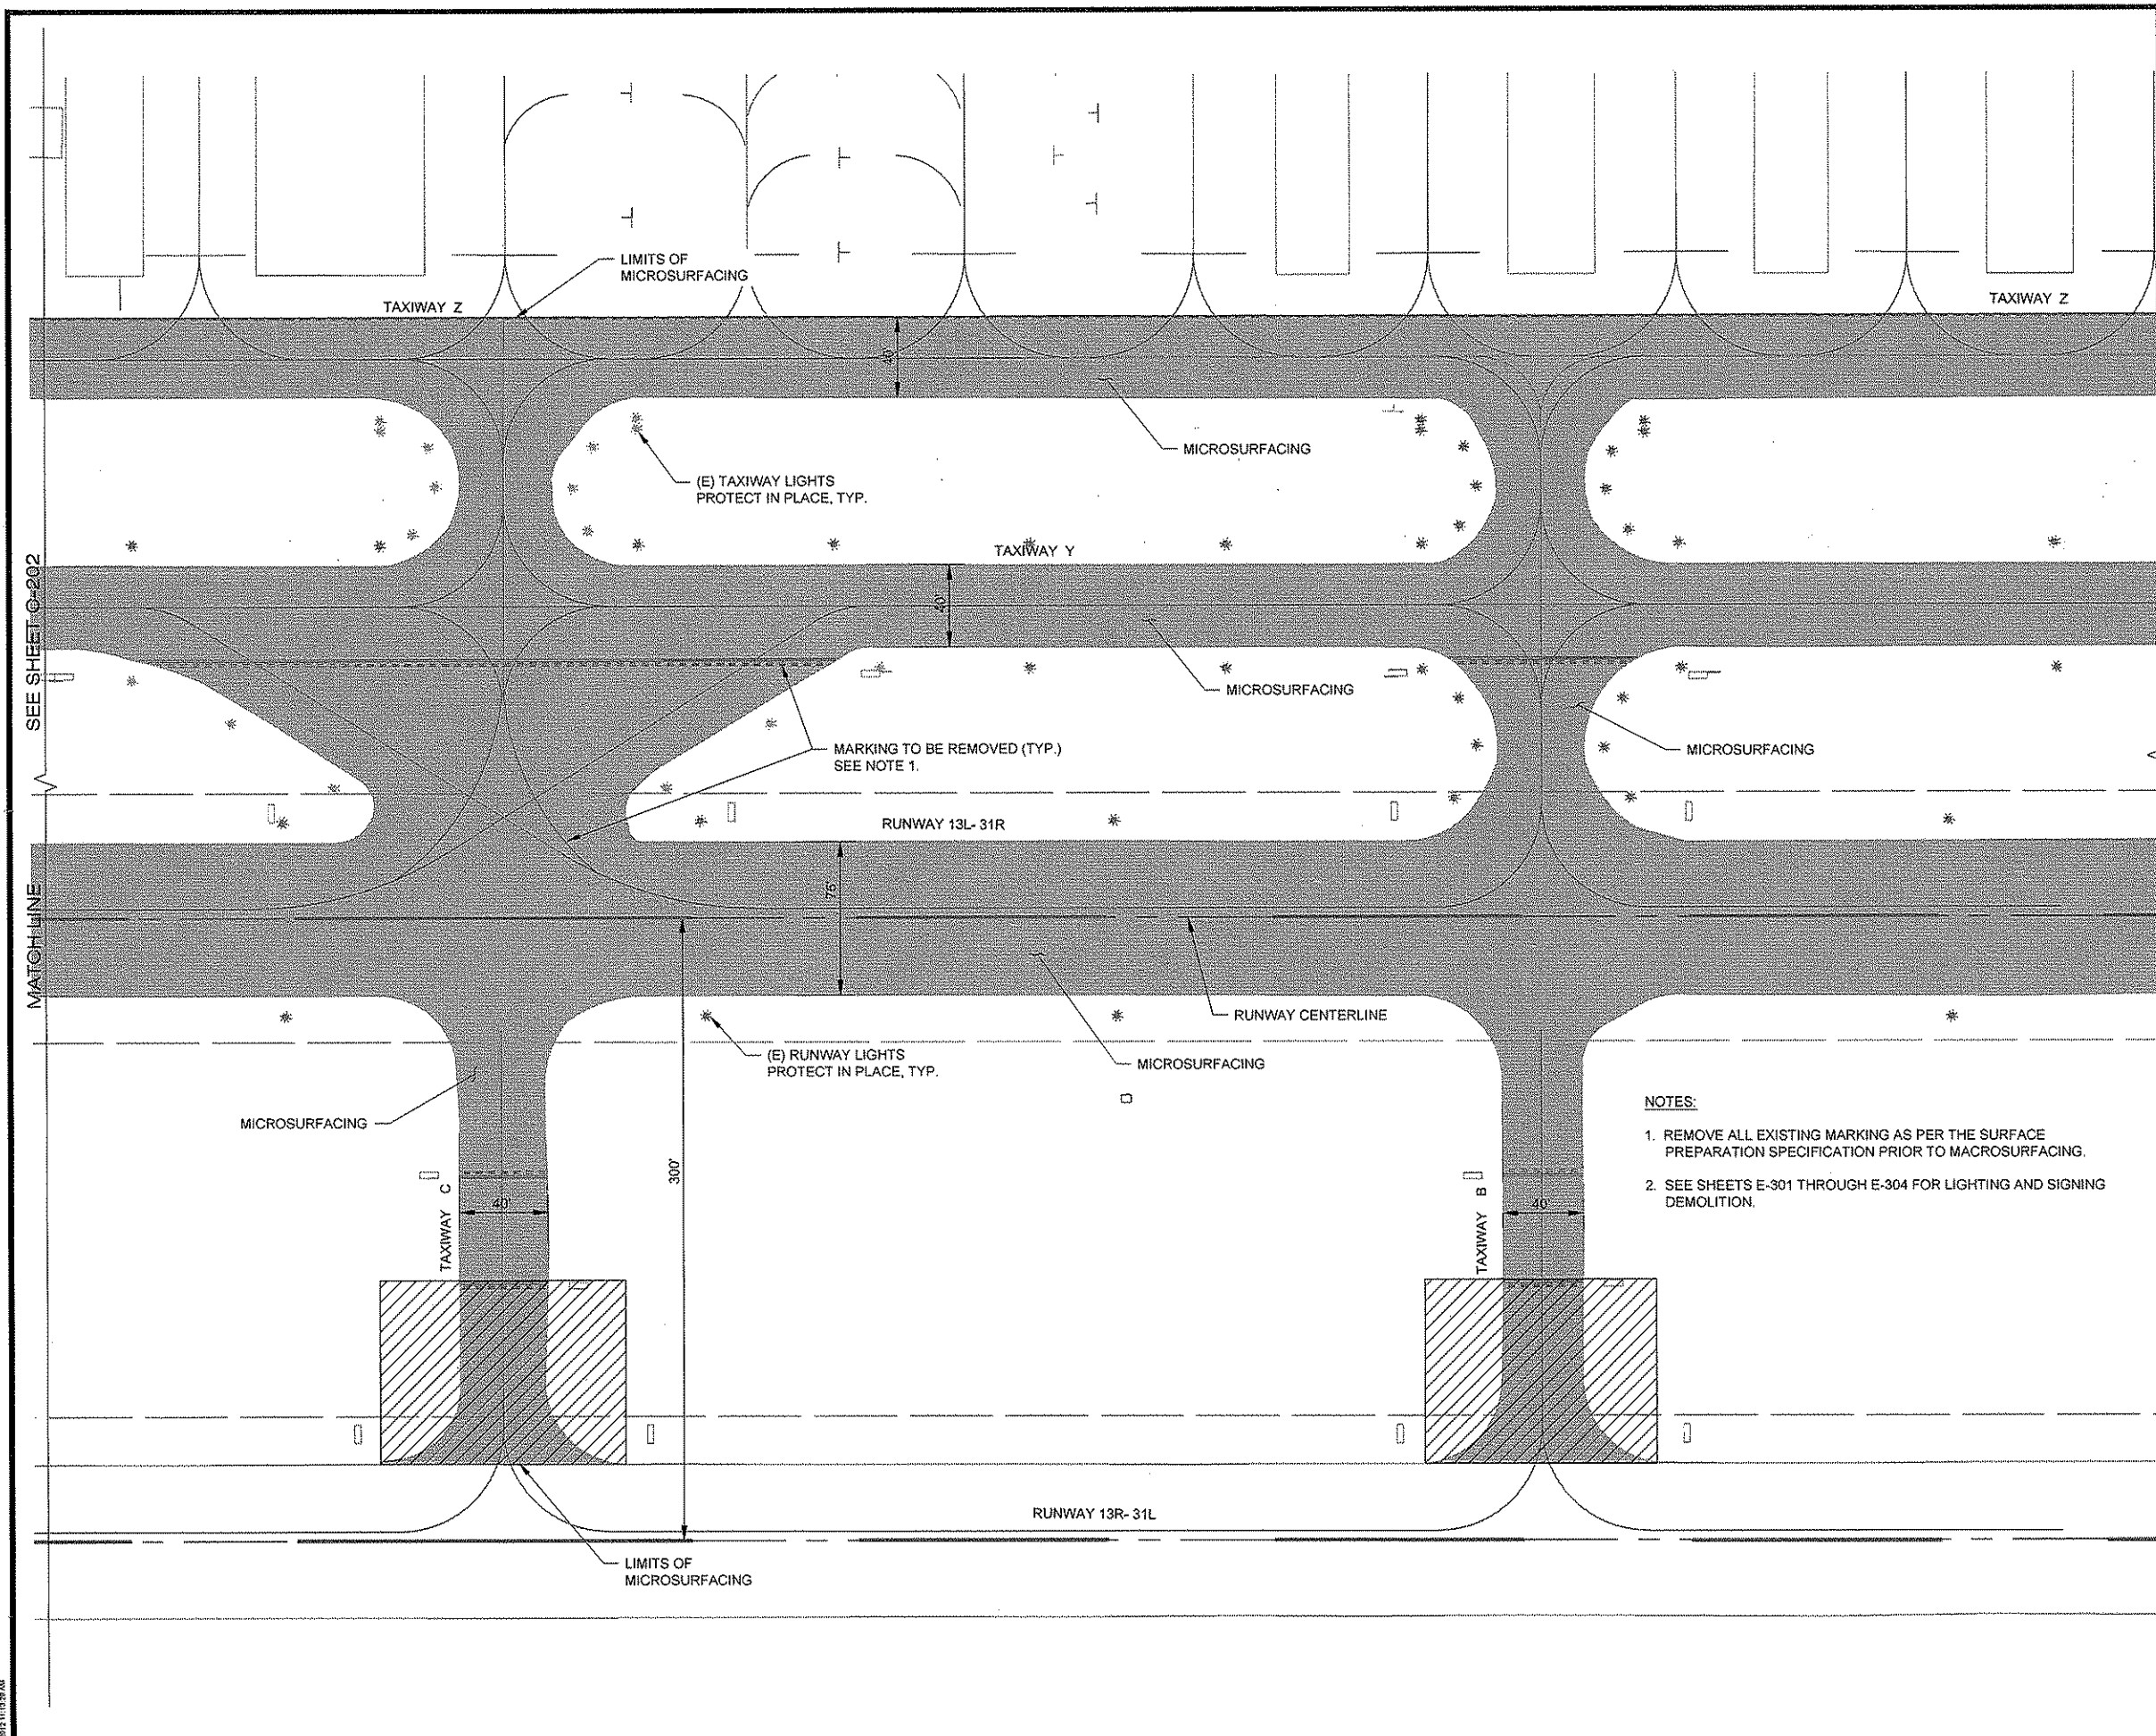 LIMITS OF
MICROSURFACING
TAXIWAY Z
TAXIWAY Z
40'
MICROSURFACING
(E) TAXIWAY LIGHTS
PROTECT IN PLACE, TYP.
TAXIWAY Y
40'
SEE SHEET C-202
MICROSURFACING
MARKING TO BE REMOVED (TYP.)
SEE NOTE 1.
MICROSURFACING
RUNWAY 13L-31R
75'
MATCH LINE
RUNWAY CENTERLINE
(E) RUNWAY LIGHTS
PROTECT IN PLACE, TYP.
MICROSURFACING
MICROSURFACING
300'
NOTES:
1. REMOVE ALL EXISTING MARKING AS PER THE SURFACE
PREPARATION SPECIFICATION PRIOR TO MACROSURFACING.
2. SEE SHEETS E-301 THROUGH E-304 FOR LIGHTING AND SIGNING
DEMOLITION.
TAXIWAY C
40'
TAXIWAY B
40'
RUNWAY 13R-31L
LIMITS OF
MICROSURFACING